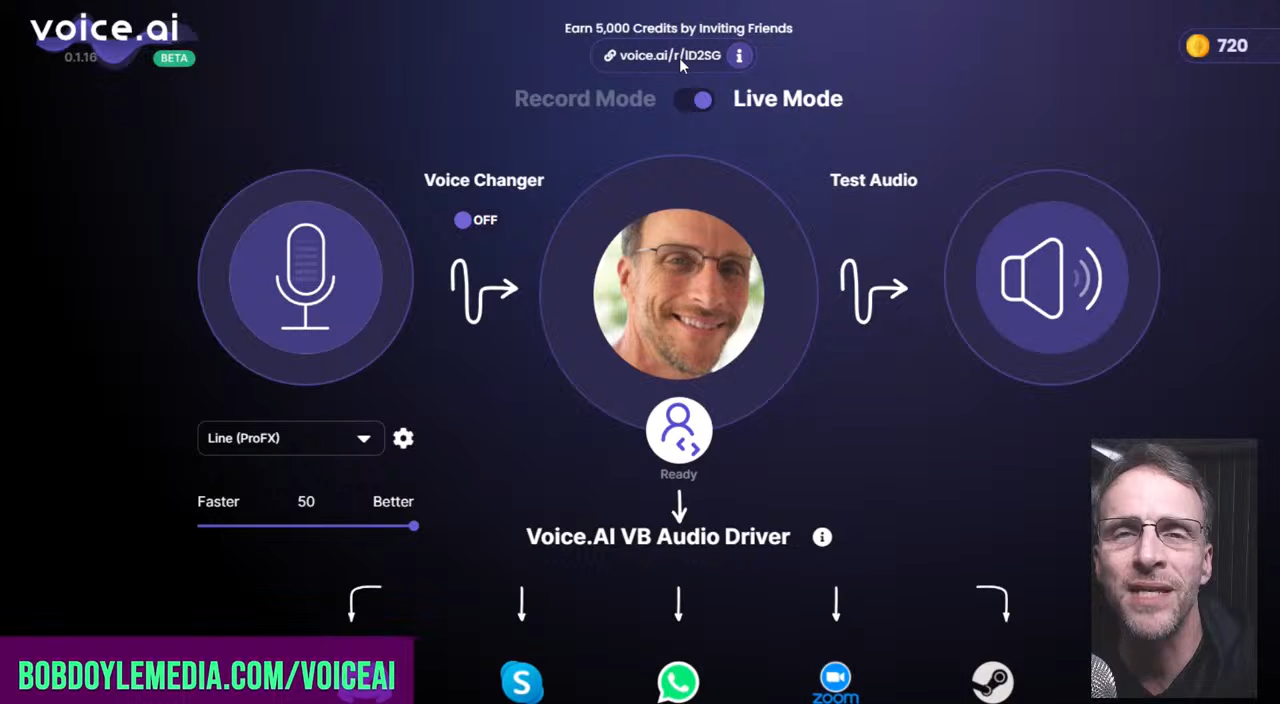 voice.ai
0.1.16
BETA
Earn 5,000 Credits by Inviting Friends
voice.ai/r/ID2SG
720
Record Mode
Live Mode
Voice Changer
OFF
Test Audio
Line (ProFX)
Faster
50
Better
Ready
Voice.AI VB Audio Driver
BOBDOYLEMEDIA.COM/VOICEAI
S
zoom